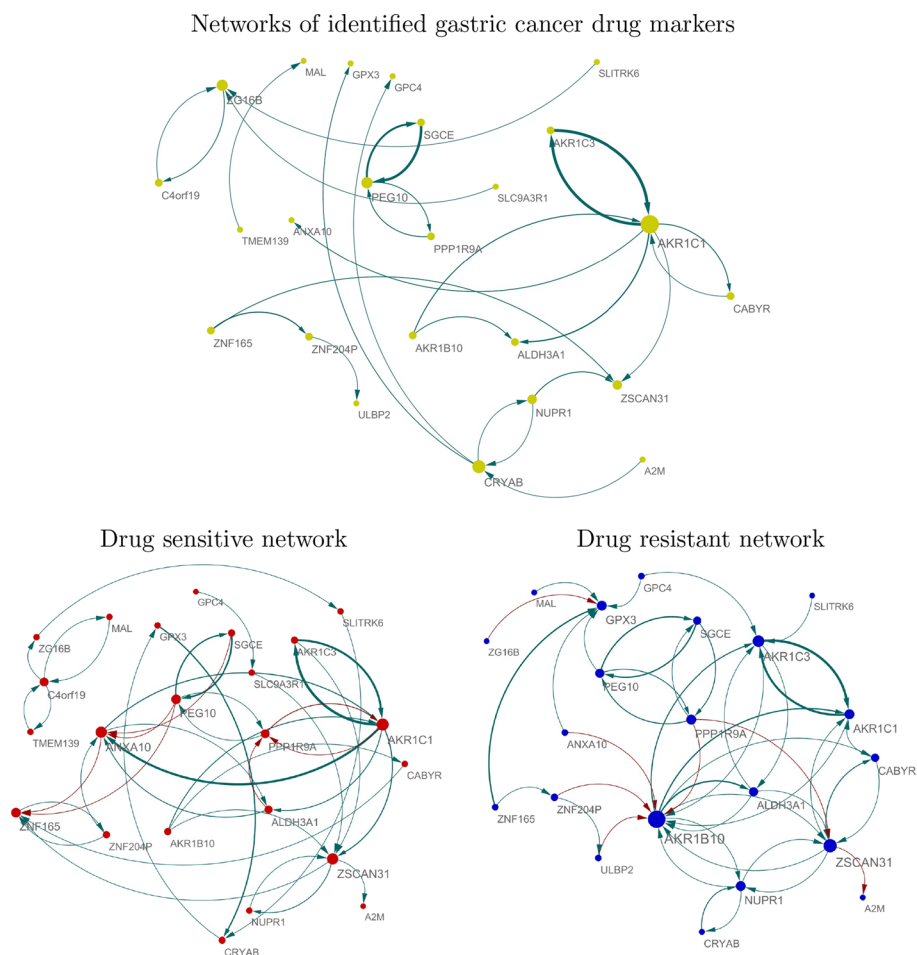 Networks of identified gastric cancer drug markers
MAL
GPX3
GPC4
SLITRK6
ZG16B
SGCE
AKR1C3
C4orf19
PEG10
SLC9A3R1
TMEM139
ANXA10
PPP1R9A
AKR1C1
CABYR
ZNF165
ZNF204P
AKR1B10
ALDH3A1
ULBP2
NUPR1
ZSCAN31
CRYAB
A2M
Drug sensitive network
GPC4
SLITRK6
MAL
GPX3
SGCE
AKR1C3
ZG16B
C4orf19
SLC9A3R1
PEG10
TMEM139
ANXA10
PPP1R9A
AKR1C1
CABYR
ZNF165
ZNF204P
AKR1B10
ALDH3A1
ZSCAN31
NUPR1
A2M
CRYAB
Drug resistant network
MAL
GPC4
SLITRK6
GPX3
SGCE
ZG16B
AKR1C3
PEG10
ANXA10
PPP1R9A
AKR1C1
CABYR
ZNF165
ZNF204P
ALDH3A1
AKR1B10
ULBP2
ZSCAN31
NUPR1
A2M
CRYAB